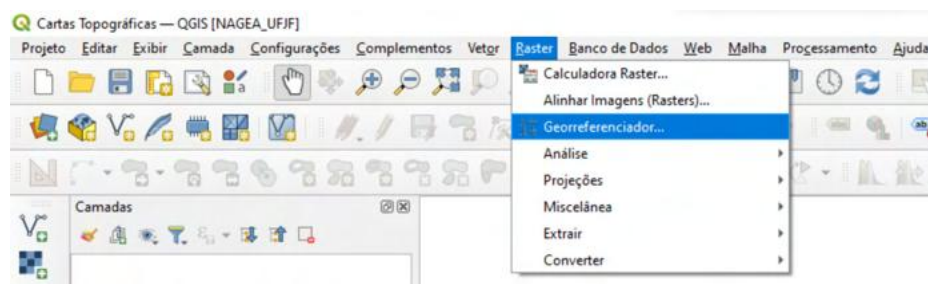 Cartas Topográficas — QGIS [NAGEA_UFJF]
Projeto Editar Exibir Camada Configurações Complementos Vetor Raster Banco de Dados Web Malha Processamento Ajuda
Calculadora Raster...
Alinhar Imagens (Rasters)...
Georreferenciador...
Análise
Projeções
Miscelânea
Extrair
Converter
Camadas